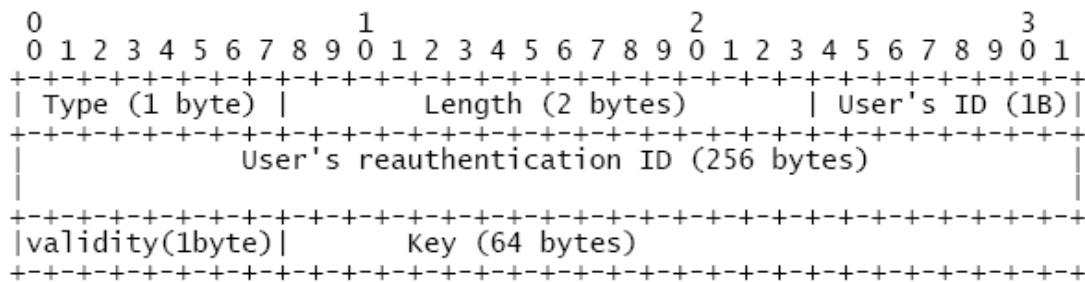 0                   1                   2                   3
0 1 2 3 4 5 6 7 8 9 0 1 2 3 4 5 6 7 8 9 0 1 2 3 4 5 6 7 8 9 0 1
+-+-+-+-+-+-+-+-+-+-+-+-+-+-+-+-+-+-+-+-+-+-+-+-+-+-+-+-+-+-+-+-+
| Type (1 byte) |        Length (2 bytes)       | User's ID (1B)|
+-+-+-+-+-+-+-+-+-+-+-+-+-+-+-+-+-+-+-+-+-+-+-+-+-+-+-+-+-+-+-+-+
|             User's reauthentication ID (256 bytes)            |
|                                                               |
+-+-+-+-+-+-+-+-+-+-+-+-+-+-+-+-+-+-+-+-+-+-+-+-+-+-+-+-+-+-+-+-+
|validity(1byte)|       Key (64 bytes)
+-+-+-+-+-+-+-+-+-+-+-+-+-+-+-+-+-+-+-+-+-+-+-+-+-+-+-+-+-+-+-+-+